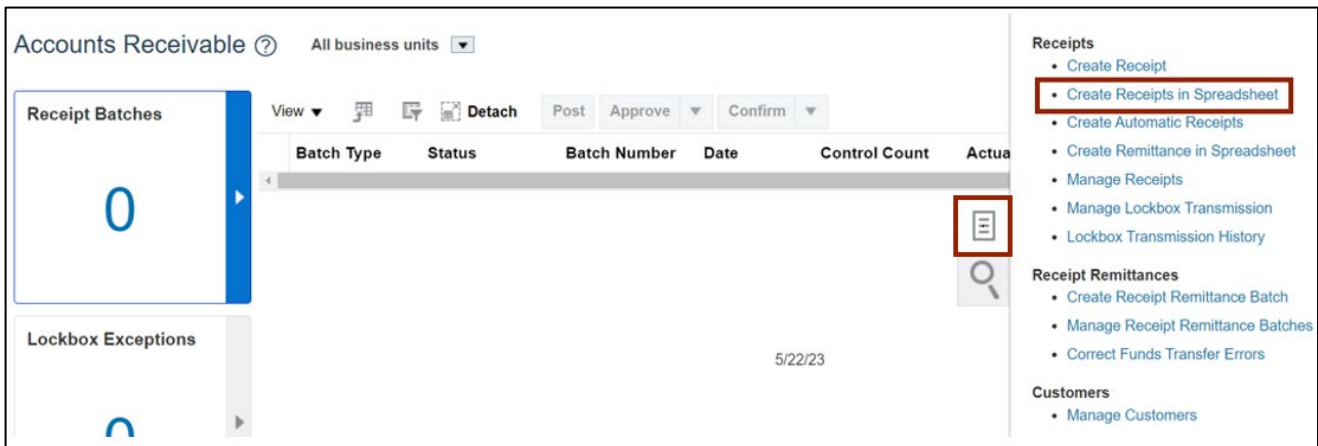 Accounts Receivable ? All business units
Receipt Batches
0
Lockbox Exceptions
0
View Detach Post Approve Confirm
Batch Type Status Batch Number Date Control Count Actua
5/22/23
Receipts
• Create Receipt
• Create Receipts in Spreadsheet
• Create Automatic Receipts
• Create Remittance in Spreadsheet
• Manage Receipts
• Manage Lockbox Transmission
• Lockbox Transmission History
Receipt Remittances
• Create Receipt Remittance Batch
• Manage Receipt Remittance Batches
• Correct Funds Transfer Errors
Customers
• Manage Customers